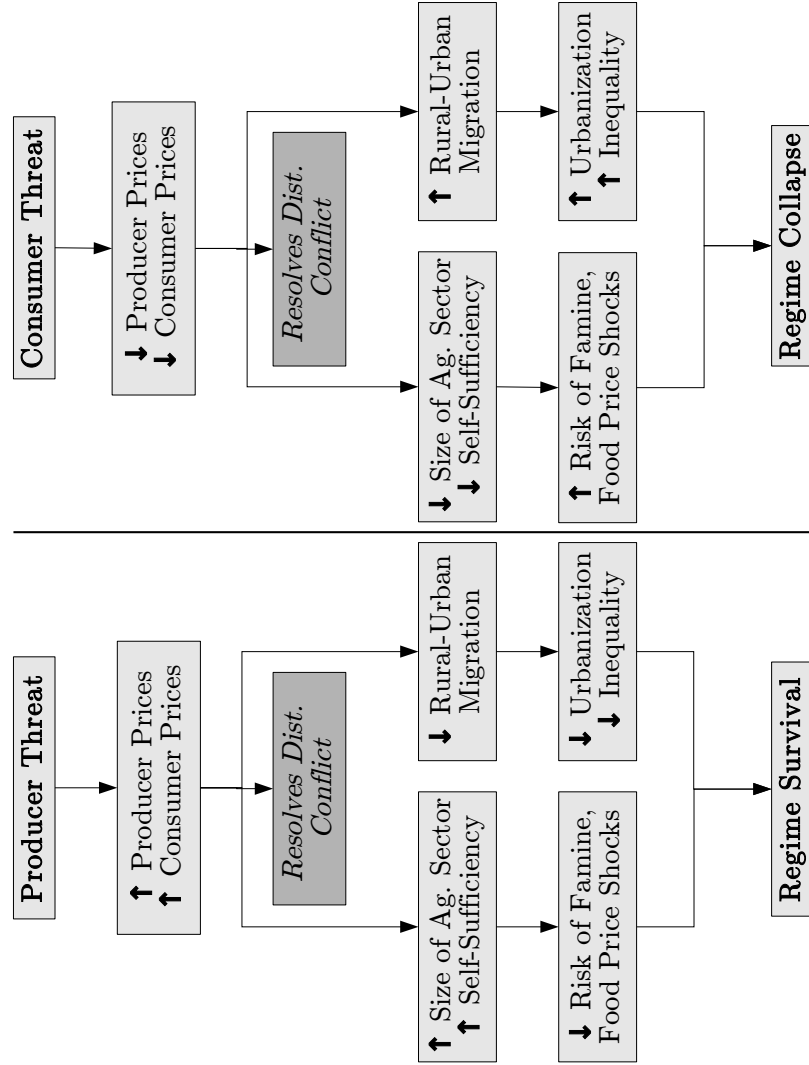 Producer Threat
↑ Producer Prices
↑ Consumer Prices
Resolves Dist.
Conflict
↑ Size of Ag. Sector
↑ Self-Sufficiency
↓ Rural-Urban
Migration
↓ Risk of Famine,
Food Price Shocks
↓ Urbanization
↓ Inequality
Regime Survival
Consumer Threat
↓ Producer Prices
↓ Consumer Prices
Resolves Dist.
Conflict
↓ Size of Ag. Sector
↓ Self-Sufficiency
↑ Rural-Urban
Migration
↑ Risk of Famine,
Food Price Shocks
↑ Urbanization
↑ Inequality
Regime Collapse